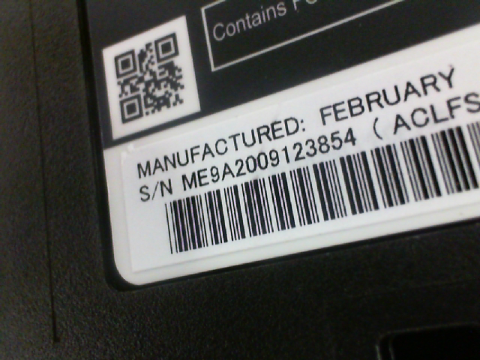 Contains
MANUFACTURED: FEBRUARY
S/N ME9A2009123854 ( ACLFS